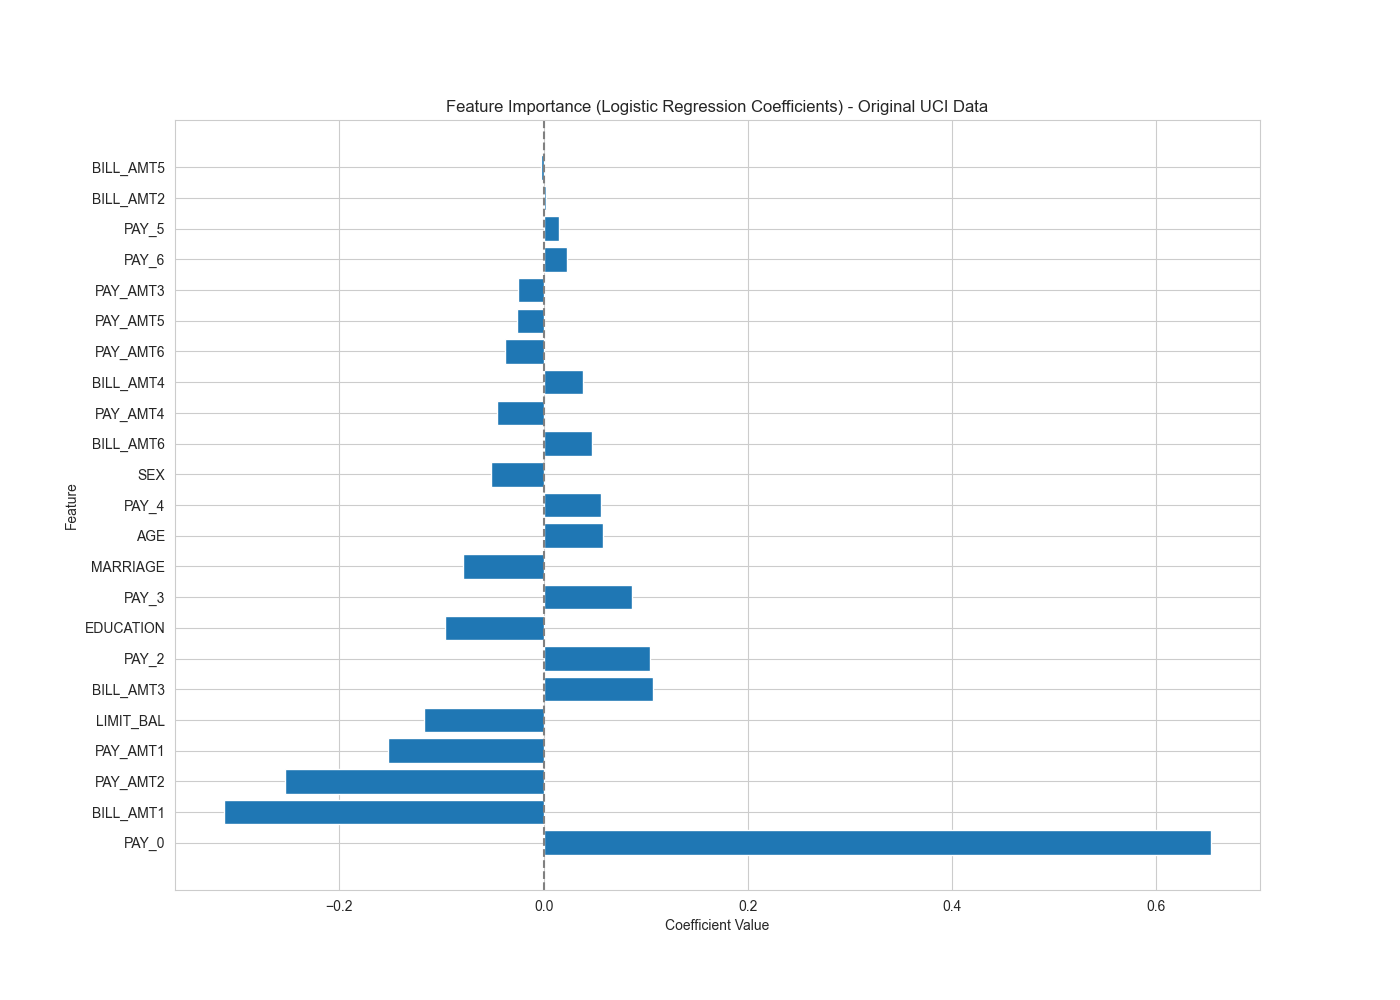 Feature Importance (Logistic Regression Coefficients) - Original UCI Data
BILL_AMT5
BILL_AMT2
PAY_5
PAY_6
PAY_AMT3
PAY_AMT5
PAY_AMT6
BILL_AMT4
PAY_AMT4
BILL_AMT6
SEX
PAY_4
AGE
MARRIAGE
PAY_3
EDUCATION
PAY_2
BILL_AMT3
LIMIT_BAL
PAY_AMT1
PAY_AMT2
BILL_AMT1
PAY_0
Feature
−0.2 0.0 0.2 0.4 0.6
Coefficient Value